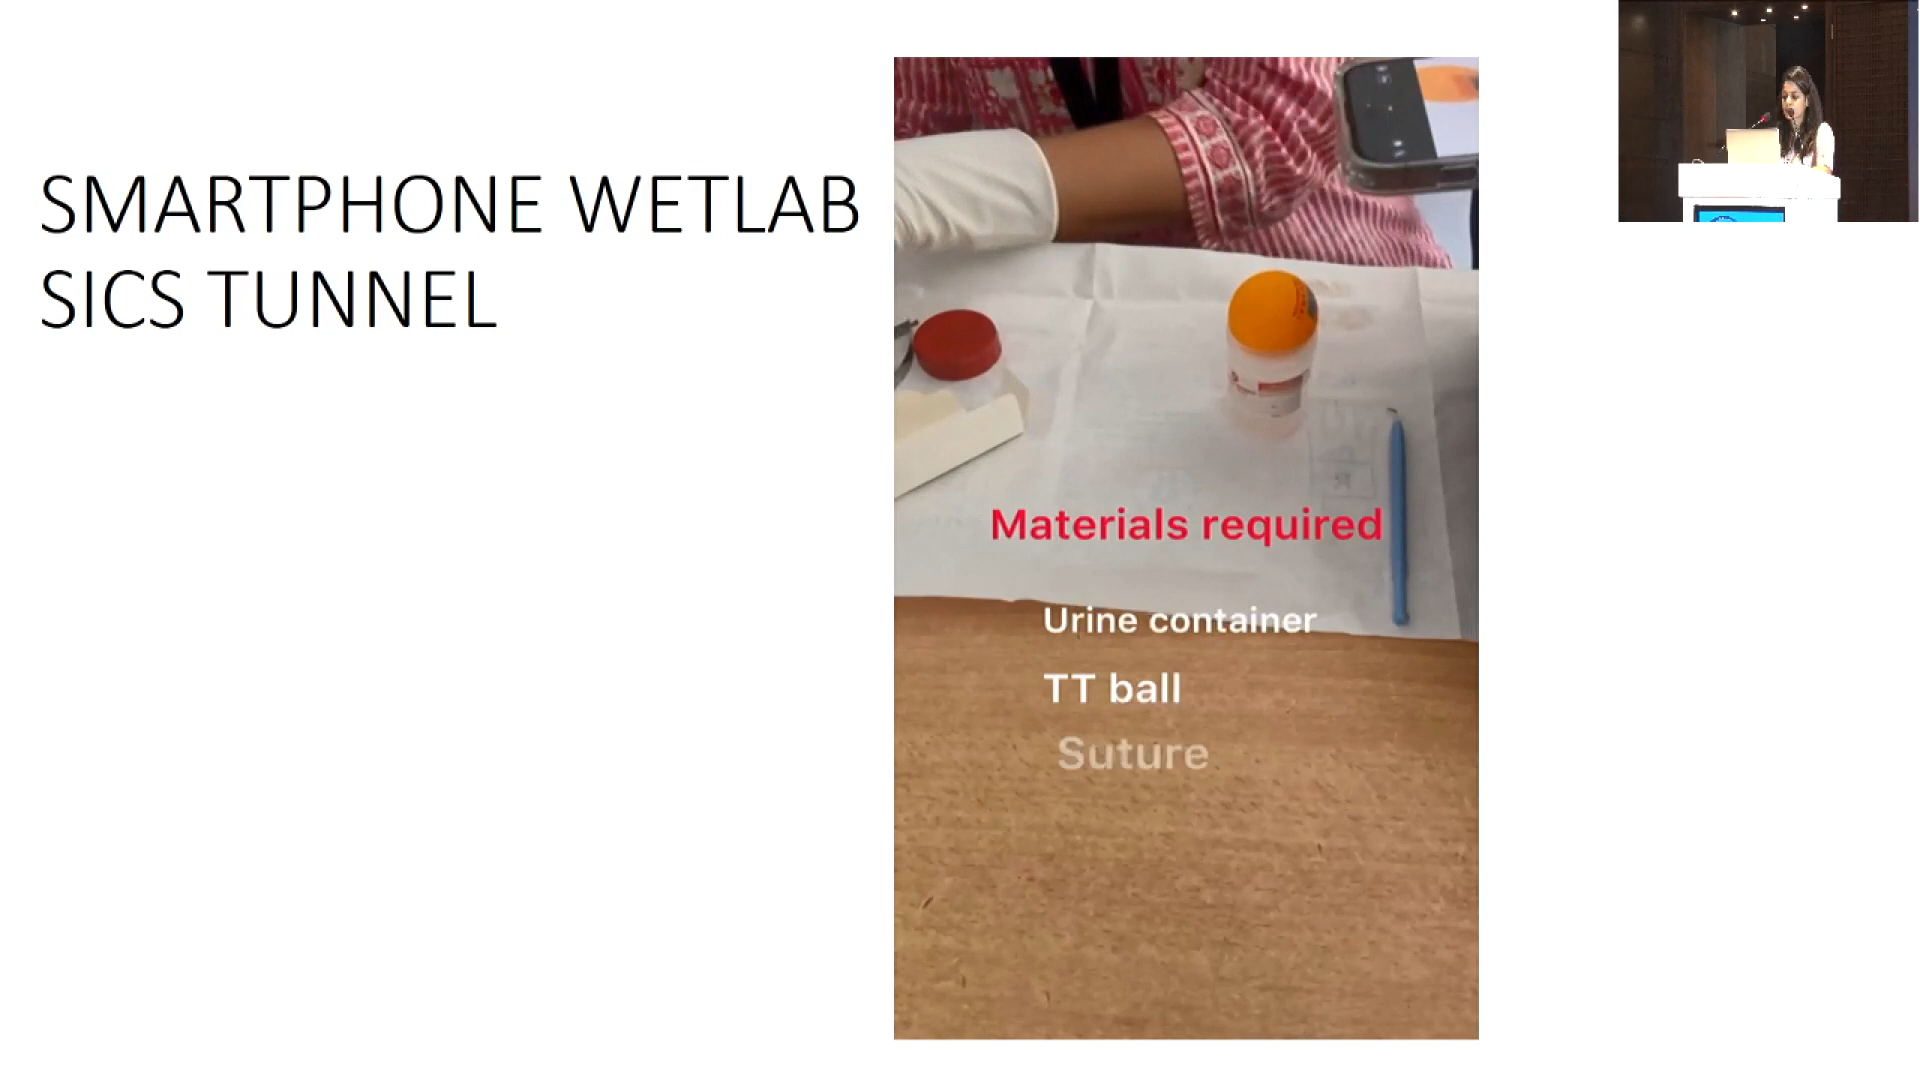 SMARTPHONE WETLAB
SICS TUNNEL
Materials required
Urine container
TT ball
Suture